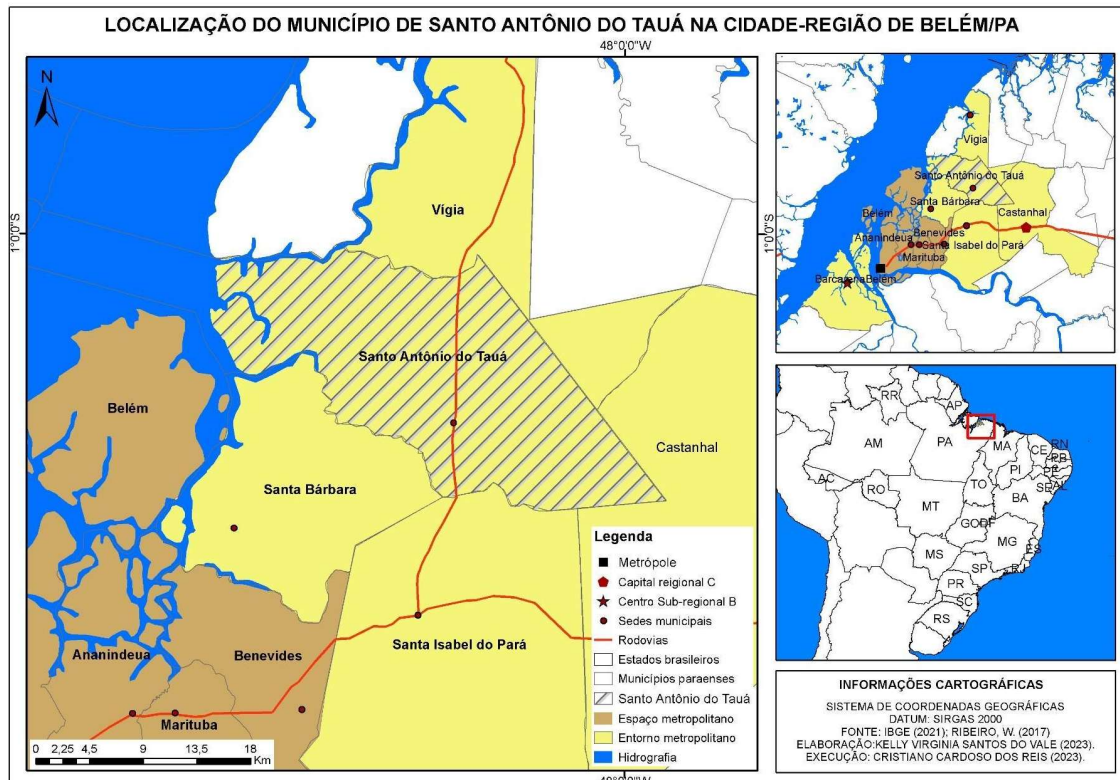 LOCALIZAÇÃO DO MUNICÍPIO DE SANTO ANTÔNIO DO TAUÁ NA CIDADE-REGIÃO DE BELÉM/PA
48°0'0"W
N
1°0'0"S
Vígia
Santo Antônio do Tauá
Belém
Castanhal
Santa Bárbara
Santa Isabel do Pará
Ananindeua
Benevides
Marituba
0 2,25 4,5 9 13,5 18
Km
Legenda
Metrópole
Capital regional C
Centro Sub-regional B
Sedes municipais
Rodovias
Estados brasileiros
Municípios paraenses
Santo Antônio do Tauá
Espaço metropolitano
Entorno metropolitano
Hidrografia
48°0'0"W
Vigia
Santo Antônio do Tauá
Santa Bárbara
Castanhal
Belém
Benevides
Ananindeua
Santa Isabel do Pará
Marituba
Barcarena
Belém
1°0'0"S
RR
AP
AM
PA
MA
CE
RN
PB
PE
PI
AC
RO
TO
SE
AL
MT
BA
GO
DF
MG
MS
ES
SP
RJ
PR
SC
RS
INFORMAÇÕES CARTOGRÁFICAS
SISTEMA DE COORDENADAS GEOGRÁFICAS
DATUM: SIRGAS 2000
FONTE: IBGE (2021); RIBEIRO, W. (2017)
ELABORAÇÃO:KELLY VIRGINIA SANTOS DO VALE (2023).
EXECUÇÃO: CRISTIANO CARDOSO DOS REIS (2023).